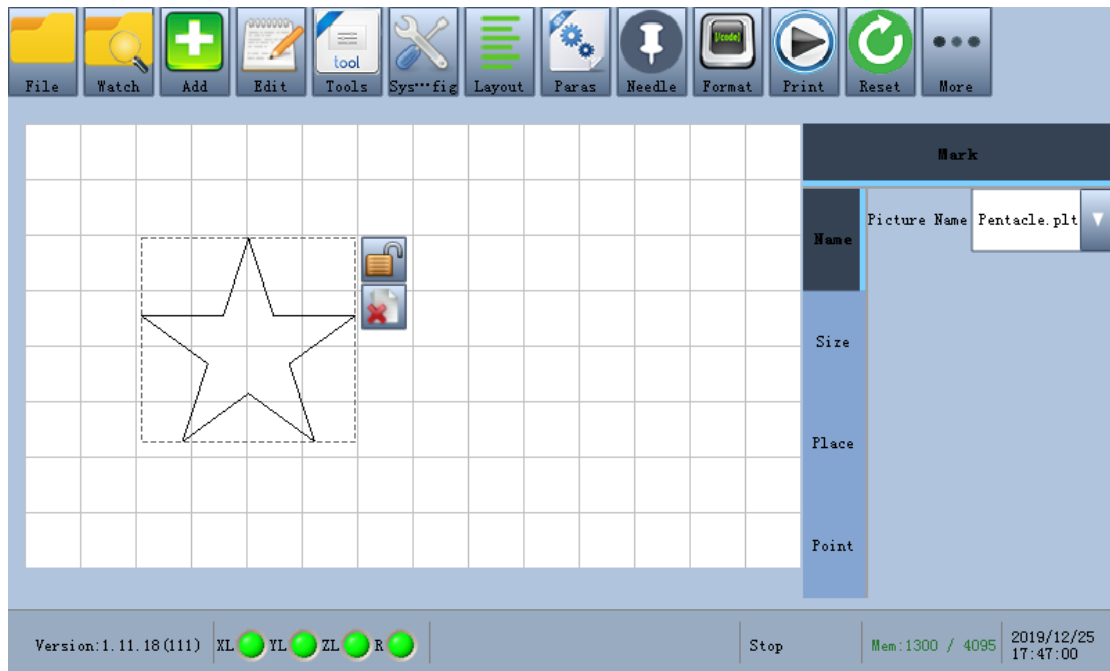 tool
[/code]
File Watch Add Edit Tools Sys···fig Layout Paras Needle Format Print Reset More
Mark
Name
Picture Name Pentacle.plt
Size
Place
Point
Version:1.11.18(111) XL YL ZL R Stop Mem:1300 / 4095 2019/12/25
17:47:00